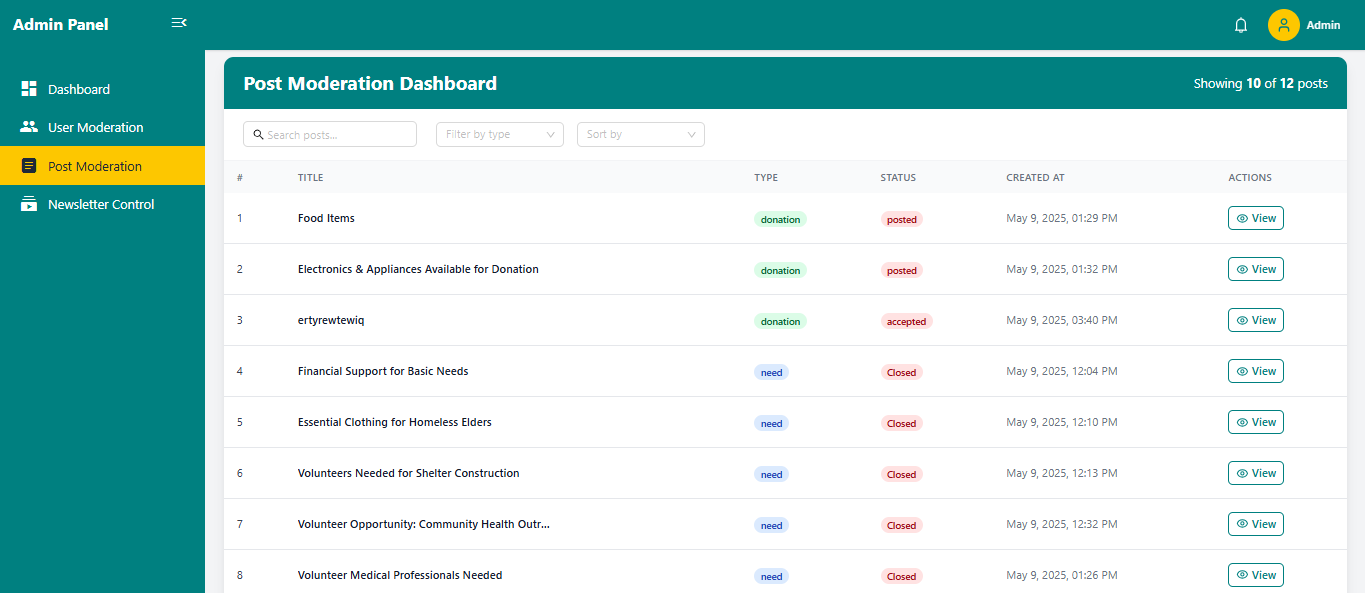 Admin Panel
Admin
Dashboard
User Moderation
Post Moderation
Newsletter Control
Post Moderation Dashboard
Showing 10 of 12 posts
Search posts...
Filter by type
Sort by
# TITLE TYPE STATUS CREATED AT ACTIONS
1 Food Items donation posted May 9, 2025, 01:29 PM View
2 Electronics & Appliances Available for Donation donation posted May 9, 2025, 01:32 PM View
3 ertyrewtewiq donation accepted May 9, 2025, 03:40 PM View
4 Financial Support for Basic Needs need Closed May 9, 2025, 12:04 PM View
5 Essential Clothing for Homeless Elders need Closed May 9, 2025, 12:10 PM View
6 Volunteers Needed for Shelter Construction need Closed May 9, 2025, 12:13 PM View
7 Volunteer Opportunity: Community Health Outr... need Closed May 9, 2025, 12:32 PM View
8 Volunteer Medical Professionals Needed need Closed May 9, 2025, 01:26 PM View